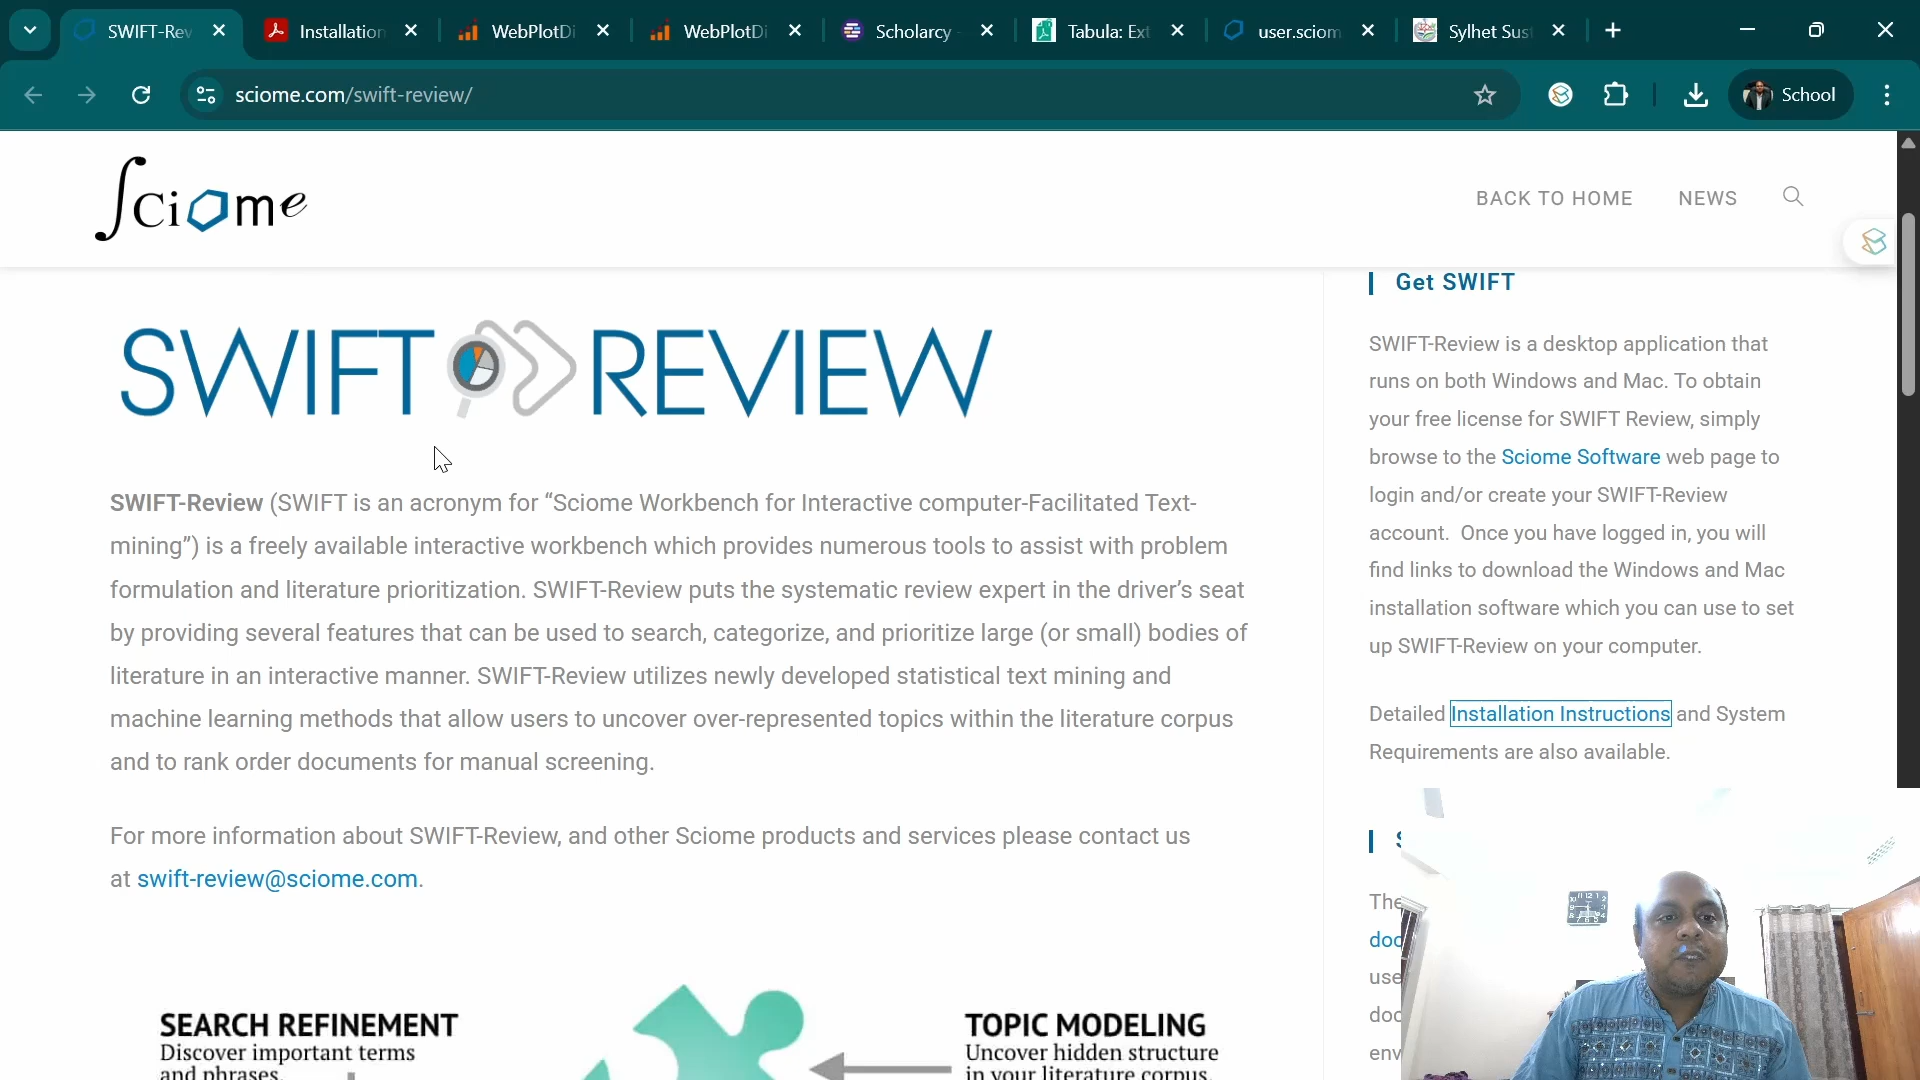 SWIFT-Rev
Installation
WebPlotDi
WebPlotDi
Scholarcy -
Tabula: Ext
user.sciom
Sylhet Sust
sciome.com/swift-review/
School
Sciome
BACK TO HOME
NEWS
SWIFT REVIEW
SWIFT-Review (SWIFT is an acronym for “Sciome Workbench for Interactive computer-Facilitated Text-
mining”) is a freely available interactive workbench which provides numerous tools to assist with problem
formulation and literature prioritization. SWIFT-Review puts the systematic review expert in the driver’s seat
by providing several features that can be used to search, categorize, and prioritize large (or small) bodies of
literature in an interactive manner. SWIFT-Review utilizes newly developed statistical text mining and
machine learning methods that allow users to uncover over-represented topics within the literature corpus
and to rank order documents for manual screening.
For more information about SWIFT-Review, and other Sciome products and services please contact us
at swift-review@sciome.com.
SEARCH REFINEMENT
Discover important terms
and phrases.
TOPIC MODELING
Uncover hidden structure
in your literature corpus.
Get SWIFT
SWIFT-Review is a desktop application that
runs on both Windows and Mac. To obtain
your free license for SWIFT Review, simply
browse to the Sciome Software web page to
login and/or create your SWIFT-Review
account. Once you have logged in, you will
find links to download the Windows and Mac
installation software which you can use to set
up SWIFT-Review on your computer.
Detailed Installation Instructions and System
Requirements are also available.
The
doc
use
doc
env